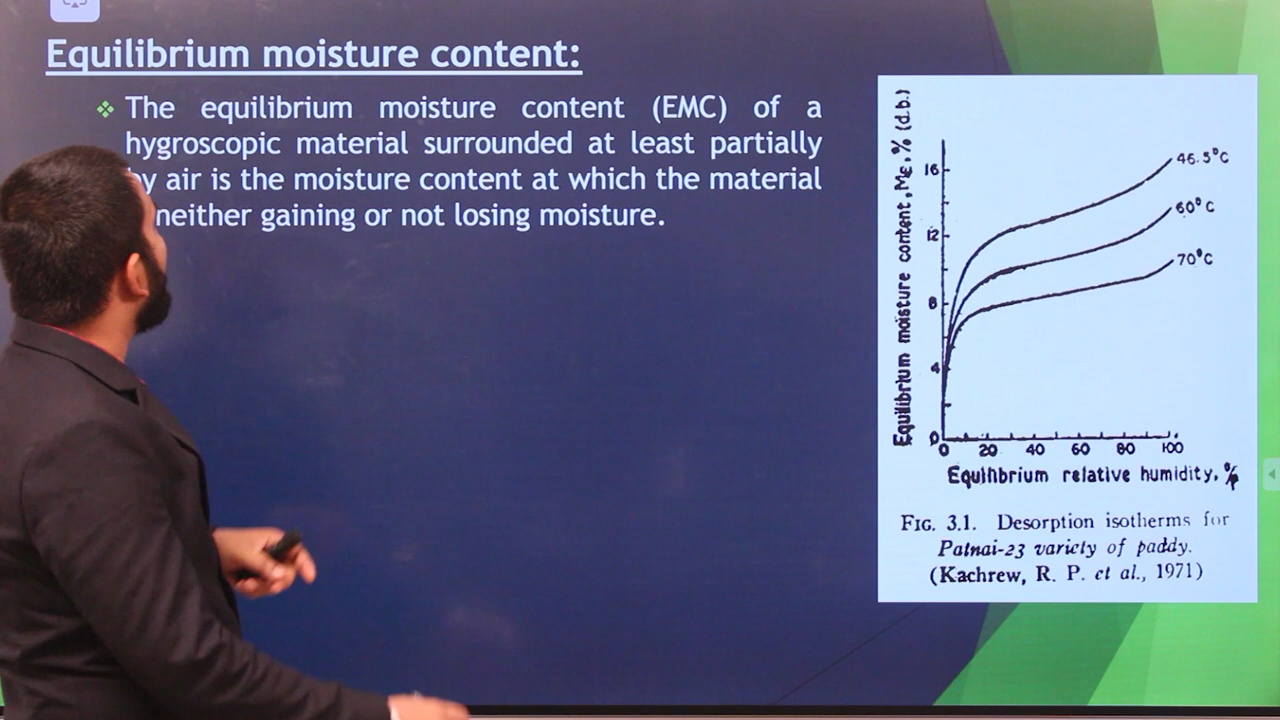 Equilibrium moisture content:
❖ The equilibrium moisture content (EMC) of a
hygroscopic material surrounded at least partially
by air is the moisture content at which the material
neither gaining or not losing moisture.
Equilibrium moisture content, Mᴇ, % (d.b.)
16
12
8
4
0
46.5°C
60°C
70°C
0 20 40 60 80 100
Equilibrium relative humidity, %
FIG. 3.1. Desorption isotherms for
Patnai-23 variety of paddy.
(Kachrew, R. P. et al., 1971)